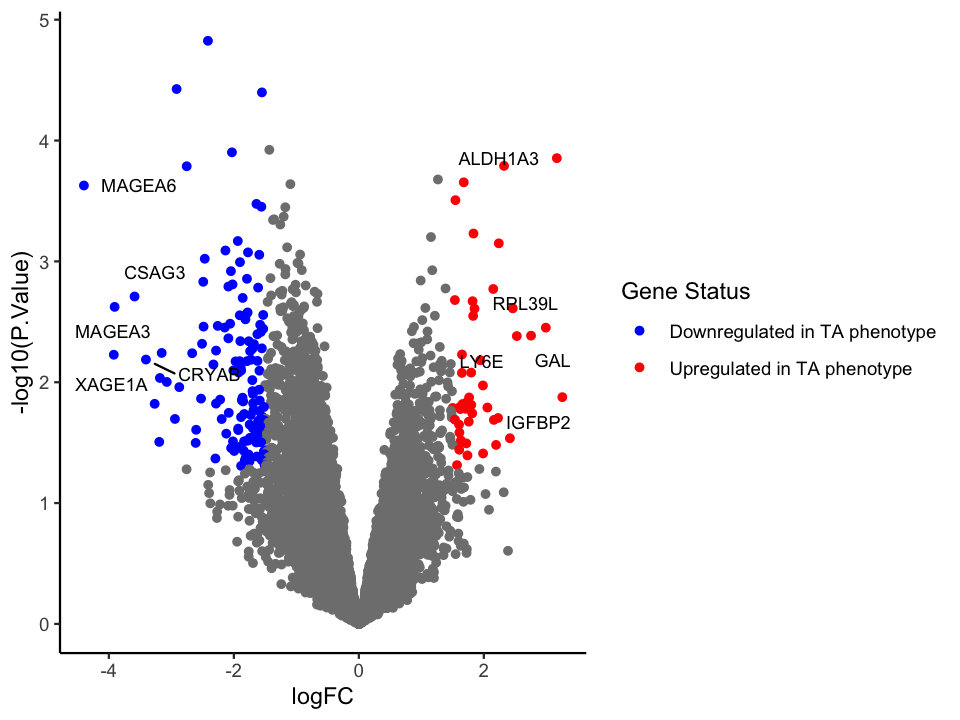 5
4
3
2
1
0
-log10(P.Value)
-4
-2
0
2
logFC
MAGEA6
CSAG3
MAGEA3
XAGE1A
CRYAB
ALDH1A3
RPL39L
LY6E
GAL
IGFBP2
Gene Status
Downregulated in TA phenotype
Upregulated in TA phenotype